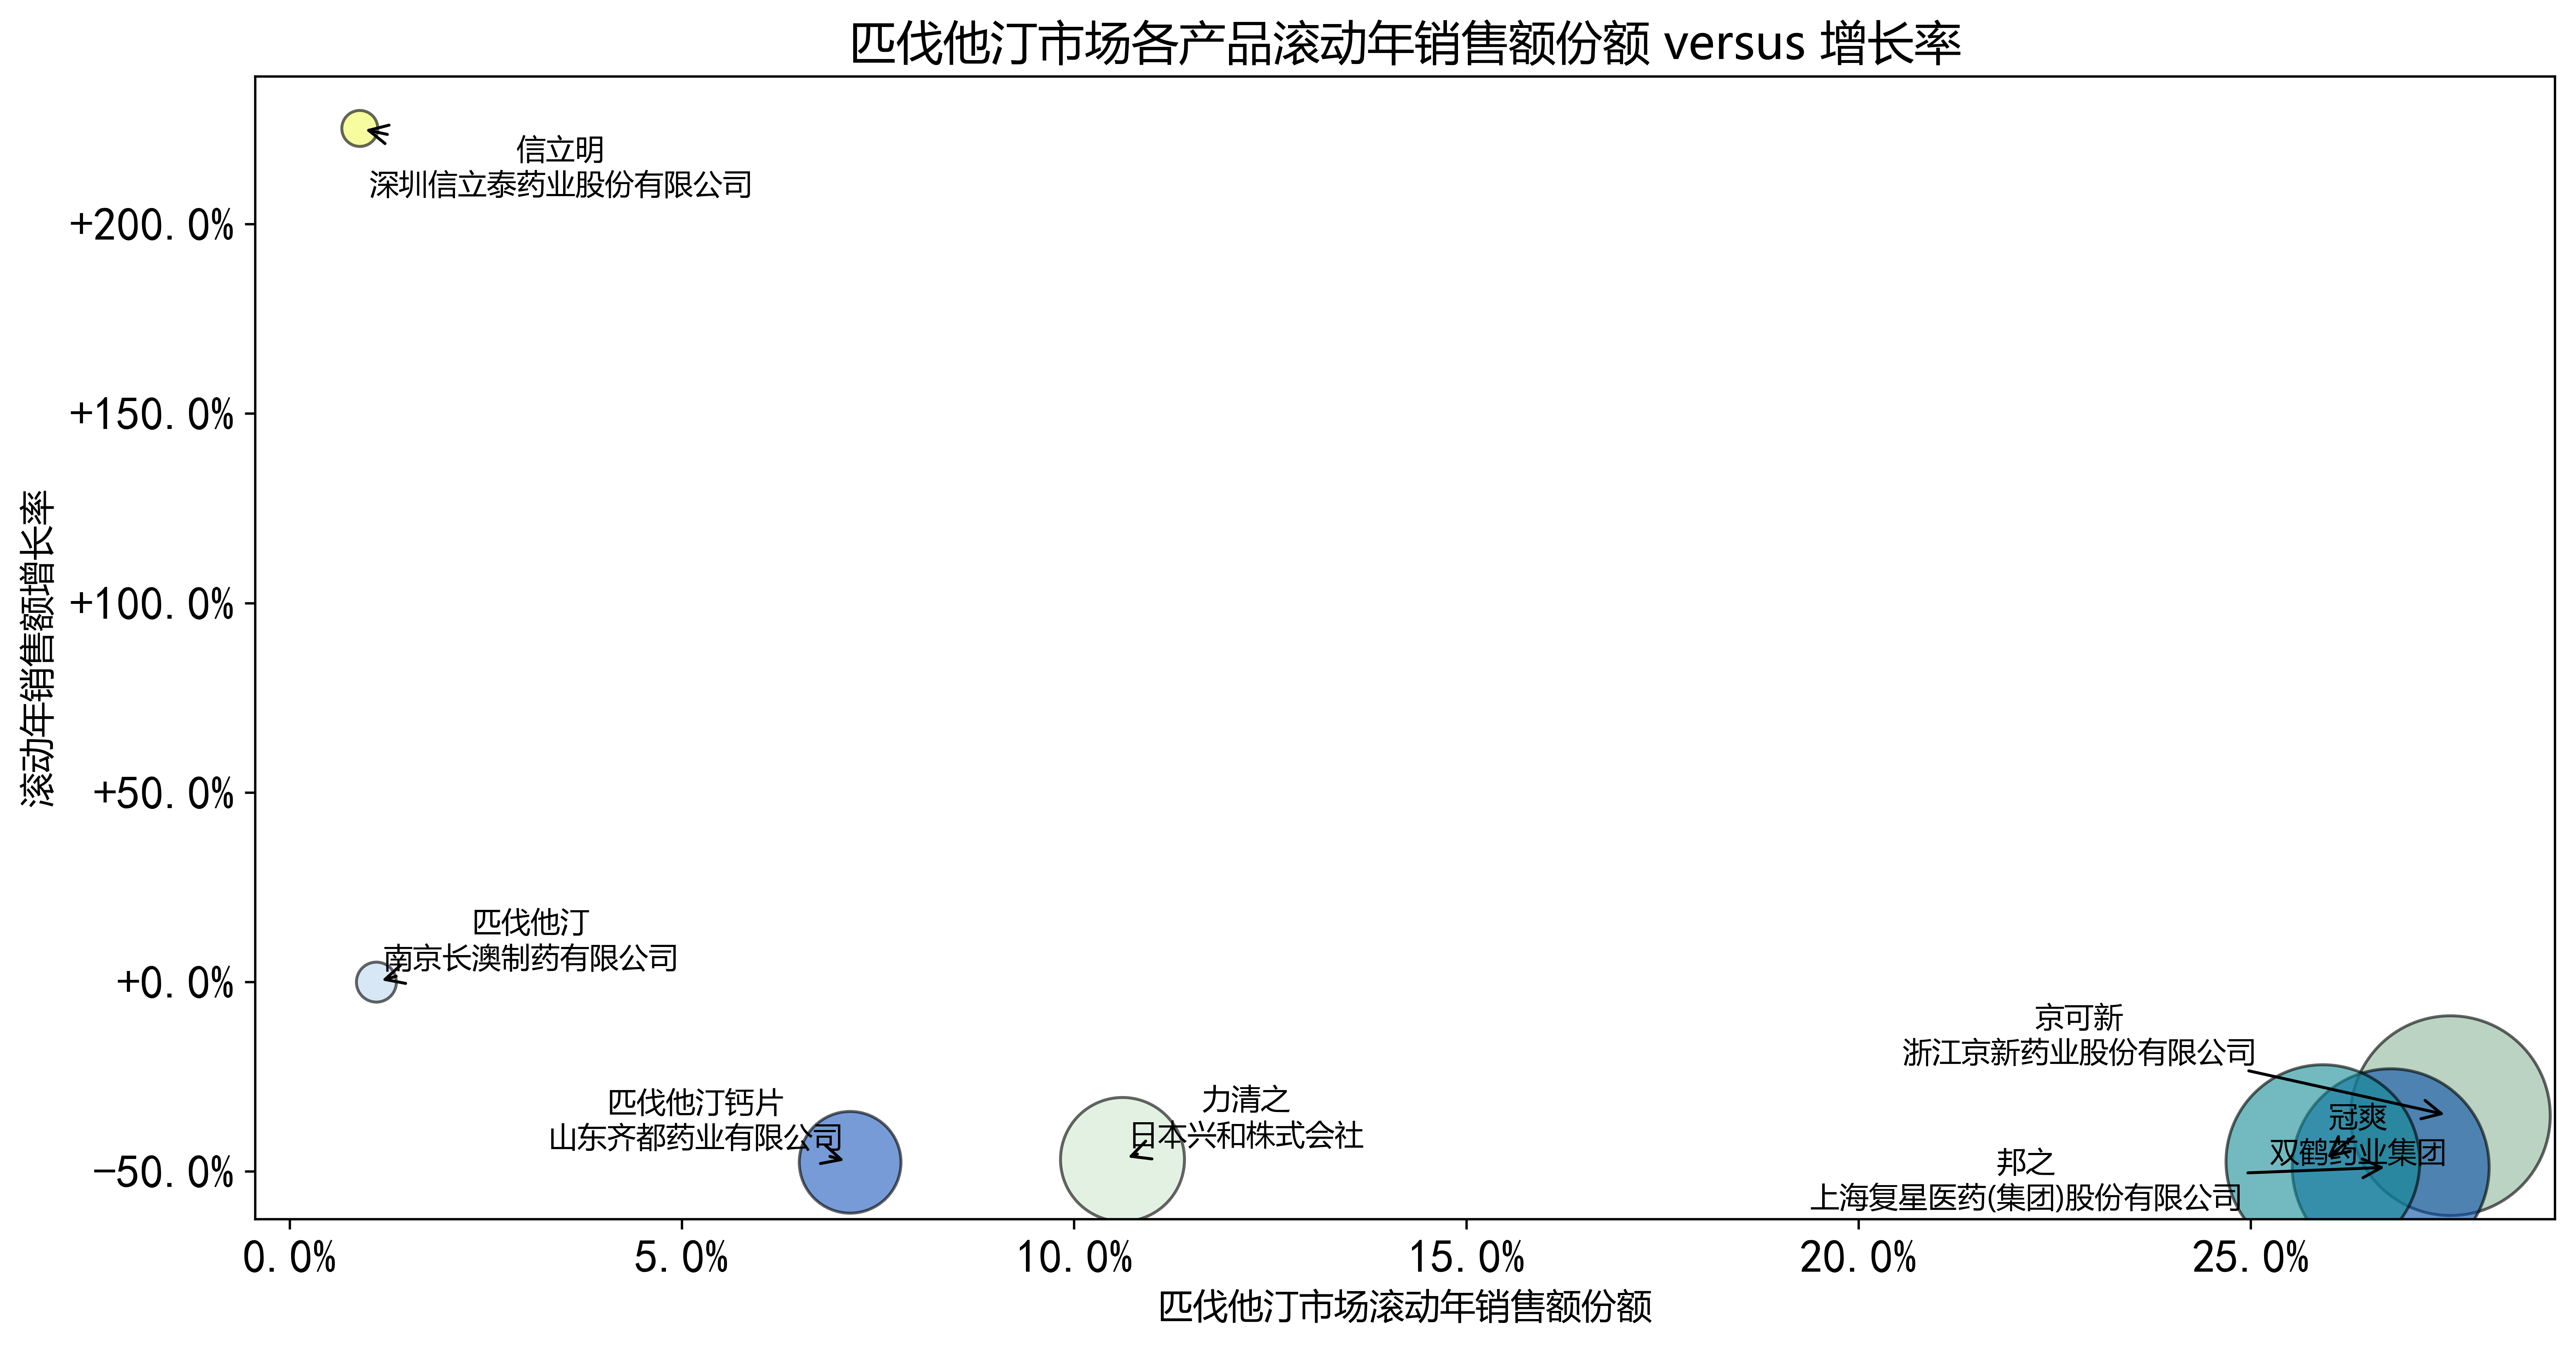 匹伐他汀市场各产品滚动年销售额份额 versus 增长率
滚动年销售额增长率
+200.0%
+150.0%
+100.0%
+50.0%
+0.0%
−50.0%
信立明
深圳信立泰药业股份有限公司
匹伐他汀
南京长澳制药有限公司
匹伐他汀钙片
山东齐都药业有限公司
力清之
日本兴和株式会社
京可新
浙江京新药业股份有限公司
冠爽
双鹤药业集团
邦之
上海复星医药(集团)股份有限公司
0.0%
5.0%
10.0%
15.0%
20.0%
25.0%
匹伐他汀市场滚动年销售额份额